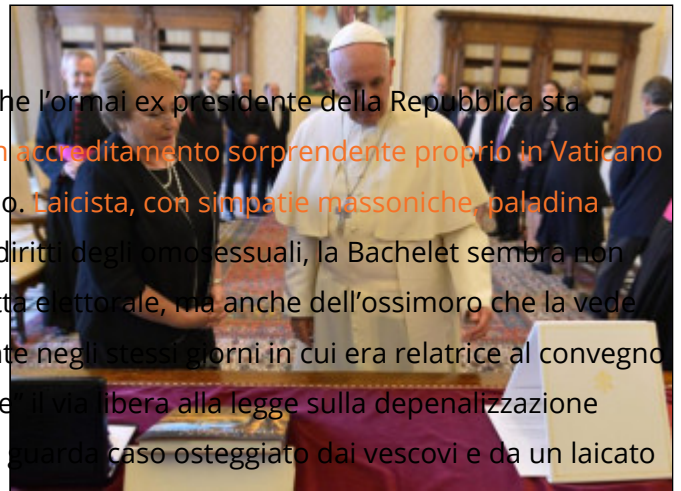 he l’ormai ex presidente della Repubblica sta
n accreditamento sorprendente proprio in Vaticano
o. Laicista, con simpatie massoniche, paladina
diritti degli omosessuali, la Bachelet sembra non
tta elettorale, ma anche dell’ossimoro che la vede
te negli stessi giorni in cui era relatrice al convegno
e” il via libera alla legge sulla depenalizzazione
guarda caso osteggiato dai vescovi e da un laicato